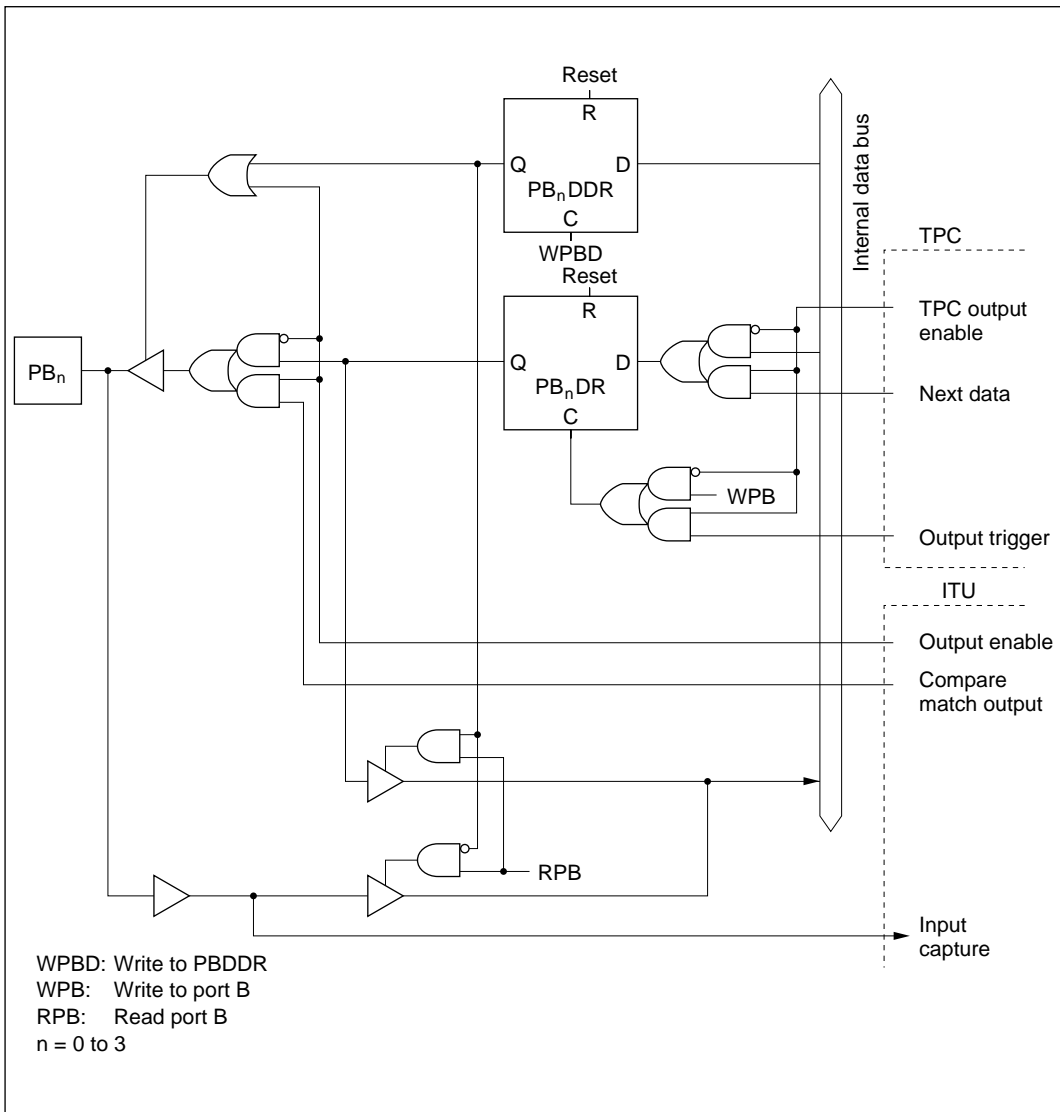 Reset
R
Q
D
PBnDDR
C
WPBD
Internal data bus
TPC
Reset
R
TPC output
enable
PBn
Q
D
PBnDR
Next data
C
WPB
Output trigger
ITU
Output enable
Compare
match output
RPB
Input
capture
WPBD: Write to PBDDR
WPB: Write to port B
RPB: Read port B
n = 0 to 3